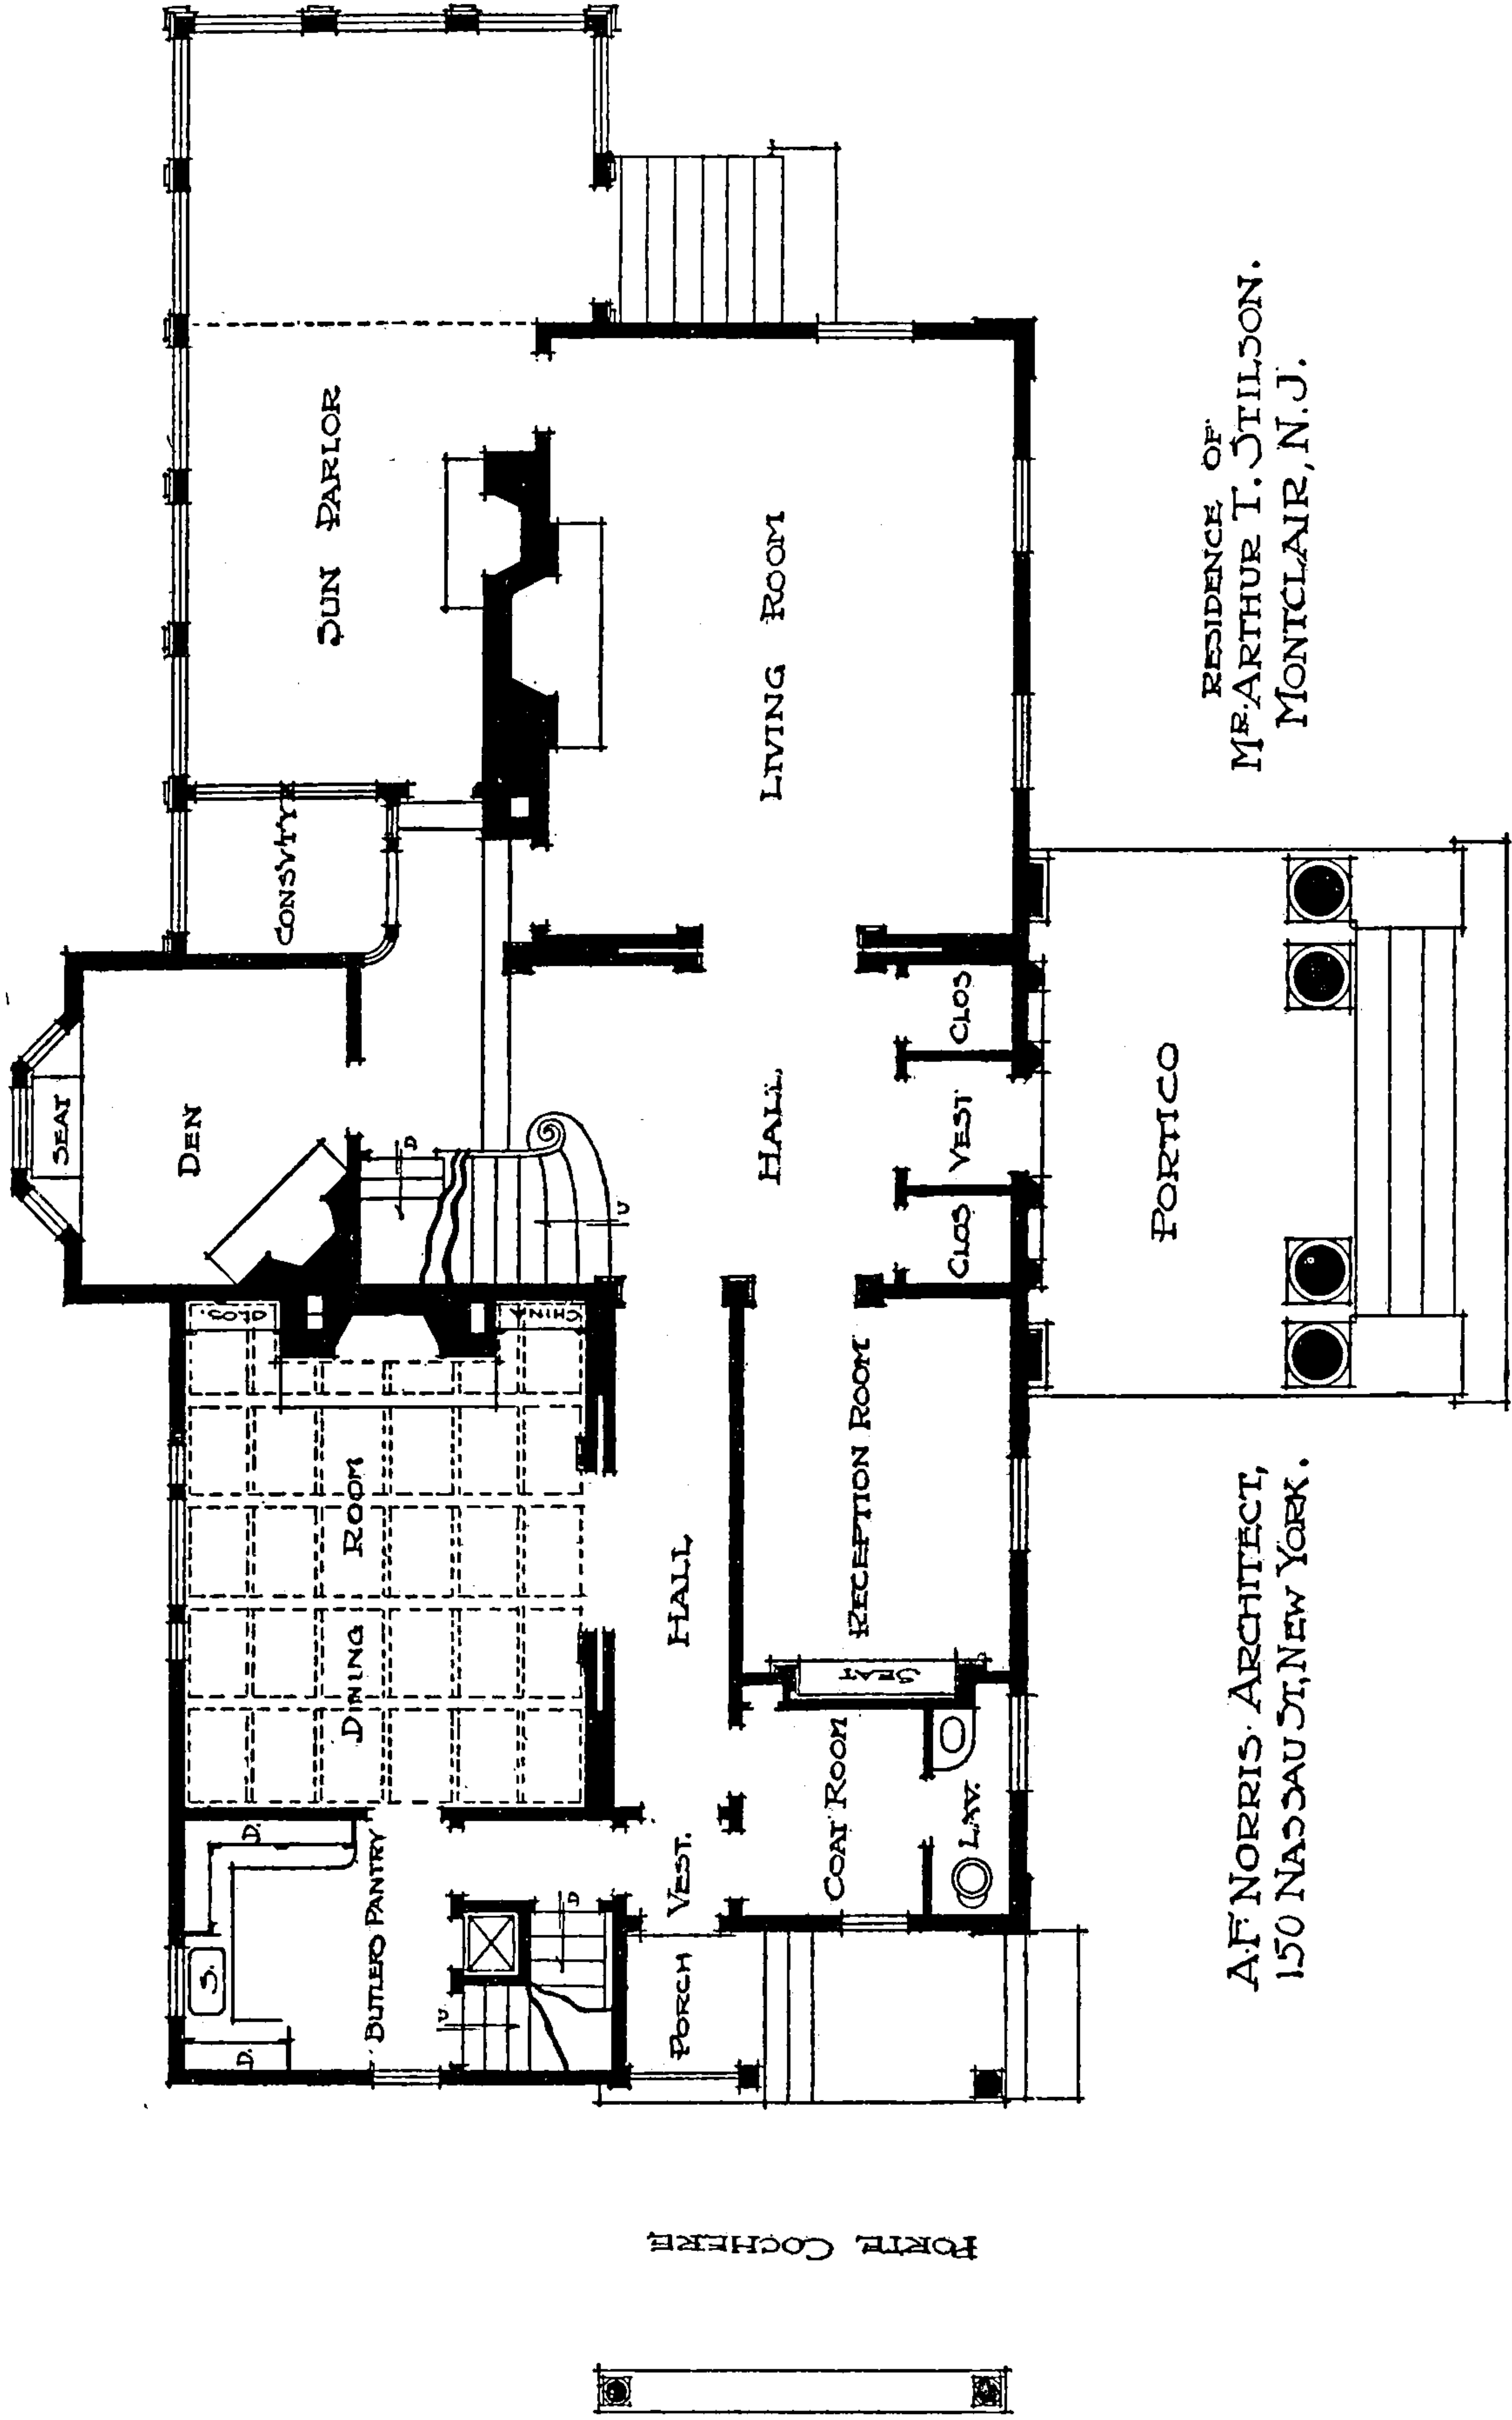 SEAT
DEN
CONSVTY
SUN PARLOR
CLOS.
CHINA
DINING ROOM
D.
S.
D.
BUTLERS PANTRY
U
D
D
U
HALL
LIVING ROOM
HALL
VEST.
PORCH
RECEPTION ROOM
SEAT
COAT ROOM
LAV.
CLOS
VEST
CLOS
PORTICO
PORTE COCHERE
A.F. NORRIS. ARCHITECT,
150 NASSAU ST, NEW YORK.
RESIDENCE OF
MR. ARTHUR T. STILSON.
MONTCLAIR, N.J.